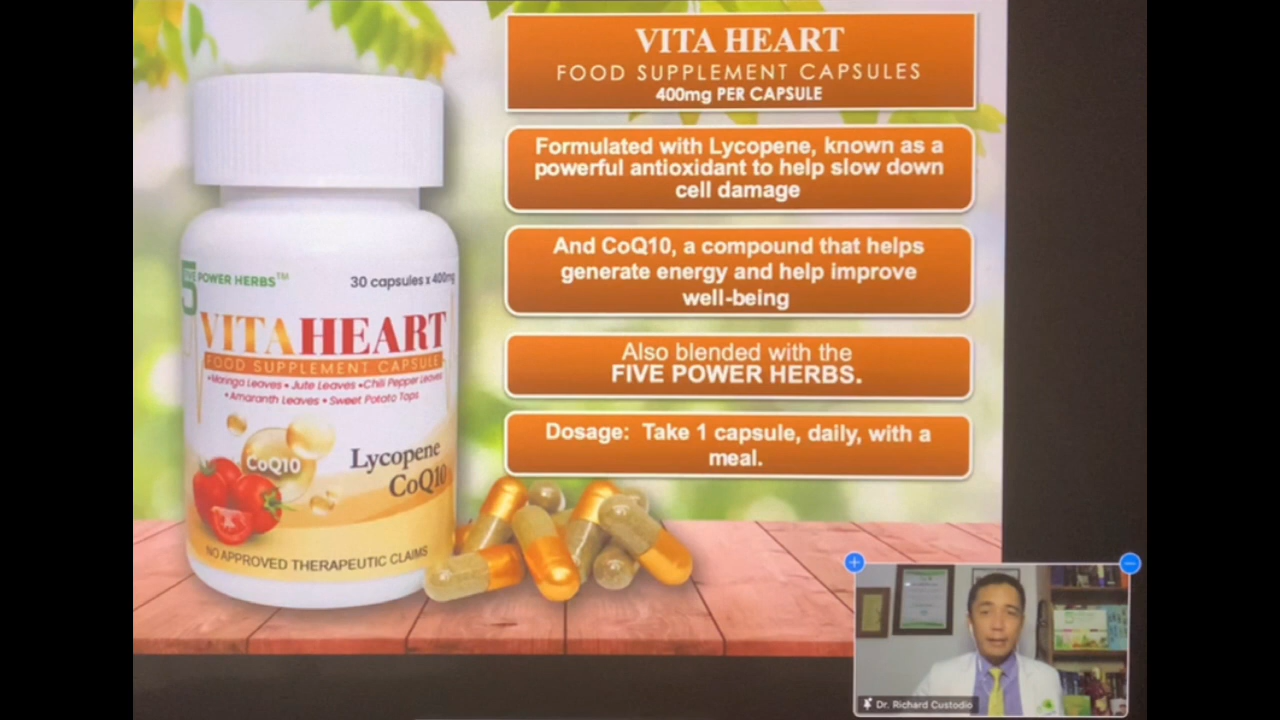 VITA HEART
FOOD SUPPLEMENT CAPSULES
400mg PER CAPSULE
Formulated with Lycopene, known as a
powerful antioxidant to help slow down
cell damage
And CoQ10, a compound that helps
generate energy and help improve
well-being
Also blended with the
FIVE POWER HERBS.
Dosage: Take 1 capsule, daily, with a
meal.
5 POWER HERBS™
30 capsules x 400mg
VITAHEART
FOOD SUPPLEMENT CAPSULE
•Moringa Leaves • Jute Leaves •Chili Pepper Leaves
•Amaranth Leaves • Sweet Potato Tops
CoQ10
Lycopene
CoQ10
NO APPROVED THERAPEUTIC CLAIMS
Dr. Richard Custodio